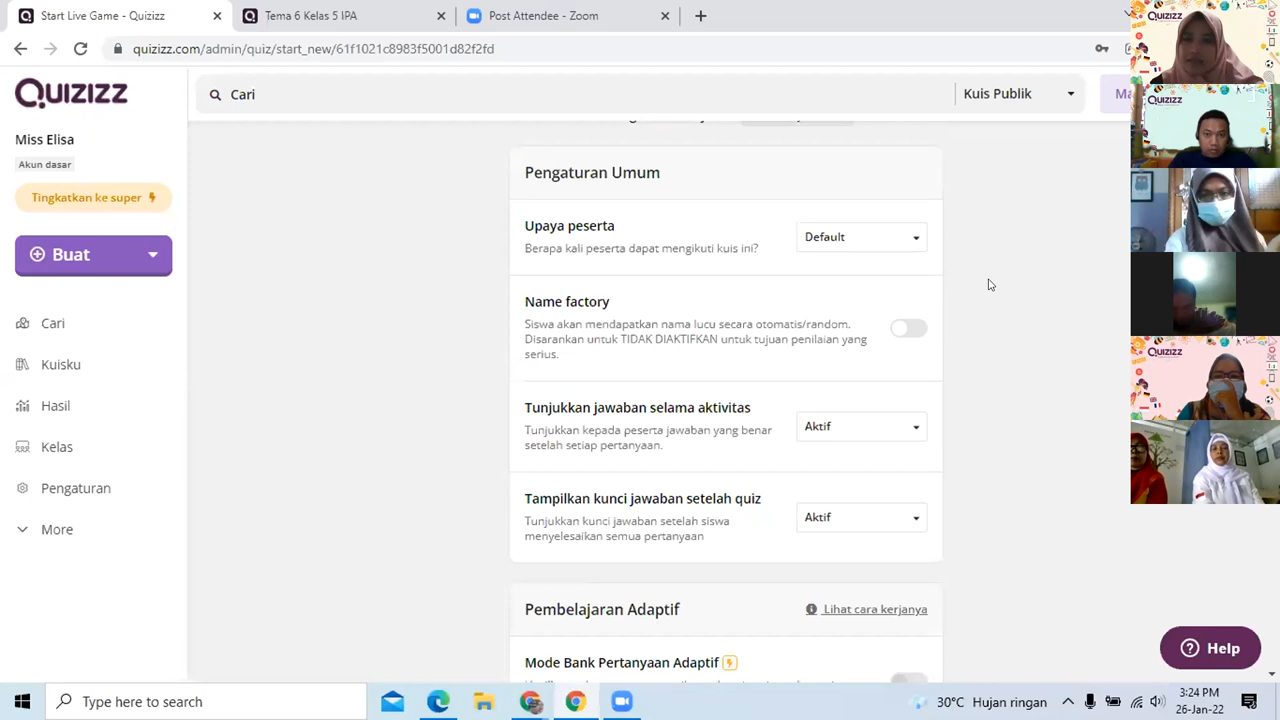 Start Live Game - Quizizz
Tema 6 Kelas 5 IPA
Post Attendee - Zoom
quizizz.com/admin/quiz/start_new/61f1021c8983f5001d82f2fd
QUIZIZZ
Cari
Kuis Publik
Miss Elisa
Akun dasar
Tingkatkan ke super
Buat
Cari
Kuisku
Hasil
Kelas
Pengaturan
More
Pengaturan Umum
Upaya peserta
Berapa kali peserta dapat mengikuti kuis ini?
Default
Name factory
Siswa akan mendapatkan nama lucu secara otomatis/random.
Disarankan untuk TIDAK DIAKTIFKAN untuk tujuan penilaian yang
serius.
Tunjukkan jawaban selama aktivitas
Tunjukkan kepada peserta jawaban yang benar
setelah setiap pertanyaan.
Aktif
Tampilkan kunci jawaban setelah quiz
Tunjukkan kunci jawaban setelah siswa
menyelesaikan semua pertanyaan
Aktif
Pembelajaran Adaptif
Lihat cara kerjanya
Mode Bank Pertanyaan Adaptif
QUIZIZZ
QUIZIZZ
QUIZIZZ
Help
Type here to search
30°C Hujan ringan
3:24 PM
26-Jan-22